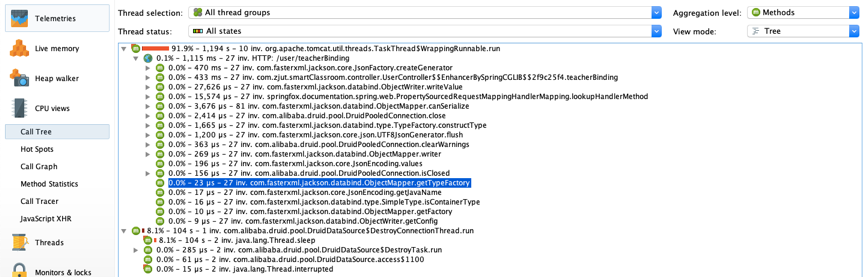 Telemetries
Live memory
Heap walker
CPU views
Call Tree
Hot Spots
Call Graph
Method Statistics
Call Tracer
JavaScript XHR
Threads
Monitors & locks
Thread selection: All thread groups
Aggregation level: Methods
Thread status: All states
View mode: Tree
91.9% - 1,194 s - 10 inv. org.apache.tomcat.util.threads.TaskThread$WrappingRunnable.run
0.1% - 1,115 ms - 27 inv. HTTP: /user/teacherBinding
0.0% - 470 ms - 27 inv. com.fasterxml.jackson.core.JsonFactory.createGenerator
0.0% - 433 ms - 27 inv. com.zjut.smartClassroom.controller.UserController$$EnhancerBySpringCGLIB$$2f9c25f4.teacherBinding
0.0% - 27,626 µs - 27 inv. com.fasterxml.jackson.databind.ObjectWriter.writeValue
0.0% - 15,574 µs - 27 inv. springfox.documentation.spring.web.PropertySourcedRequestMappingHandlerMapping.lookupHandlerMethod
0.0% - 3,676 µs - 81 inv. com.fasterxml.jackson.databind.ObjectMapper.canSerialize
0.0% - 2,414 µs - 27 inv. com.alibaba.druid.pool.DruidPooledConnection.close
0.0% - 1,665 µs - 27 inv. com.fasterxml.jackson.databind.type.TypeFactory.constructType
0.0% - 1,200 µs - 27 inv. com.fasterxml.jackson.core.json.UTF8JsonGenerator.flush
0.0% - 363 µs - 27 inv. com.alibaba.druid.pool.DruidPooledConnection.clearWarnings
0.0% - 269 µs - 27 inv. com.fasterxml.jackson.databind.ObjectMapper.writer
0.0% - 196 µs - 27 inv. com.fasterxml.jackson.core.JsonEncoding.values
0.0% - 156 µs - 27 inv. com.alibaba.druid.pool.DruidPooledConnection.isClosed
0.0% - 23 µs - 27 inv. com.fasterxml.jackson.databind.ObjectMapper.getTypeFactory
0.0% - 17 µs - 27 inv. com.fasterxml.jackson.core.JsonEncoding.getJavaName
0.0% - 16 µs - 27 inv. com.fasterxml.jackson.databind.type.SimpleType.isContainerType
0.0% - 10 µs - 27 inv. com.fasterxml.jackson.databind.ObjectMapper.getFactory
0.0% - 9 µs - 27 inv. com.fasterxml.jackson.databind.ObjectWriter.getConfig
8.1% - 104 s - 1 inv. com.alibaba.druid.pool.DruidDataSource$DestroyConnectionThread.run
8.1% - 104 s - 2 inv. java.lang.Thread.sleep
0.0% - 285 µs - 2 inv. com.alibaba.druid.pool.DruidDataSource$DestroyTask.run
0.0% - 61 µs - 2 inv. com.alibaba.druid.pool.DruidDataSource.access$1100
0.0% - 15 µs - 2 inv. java.lang.Thread.interrupted